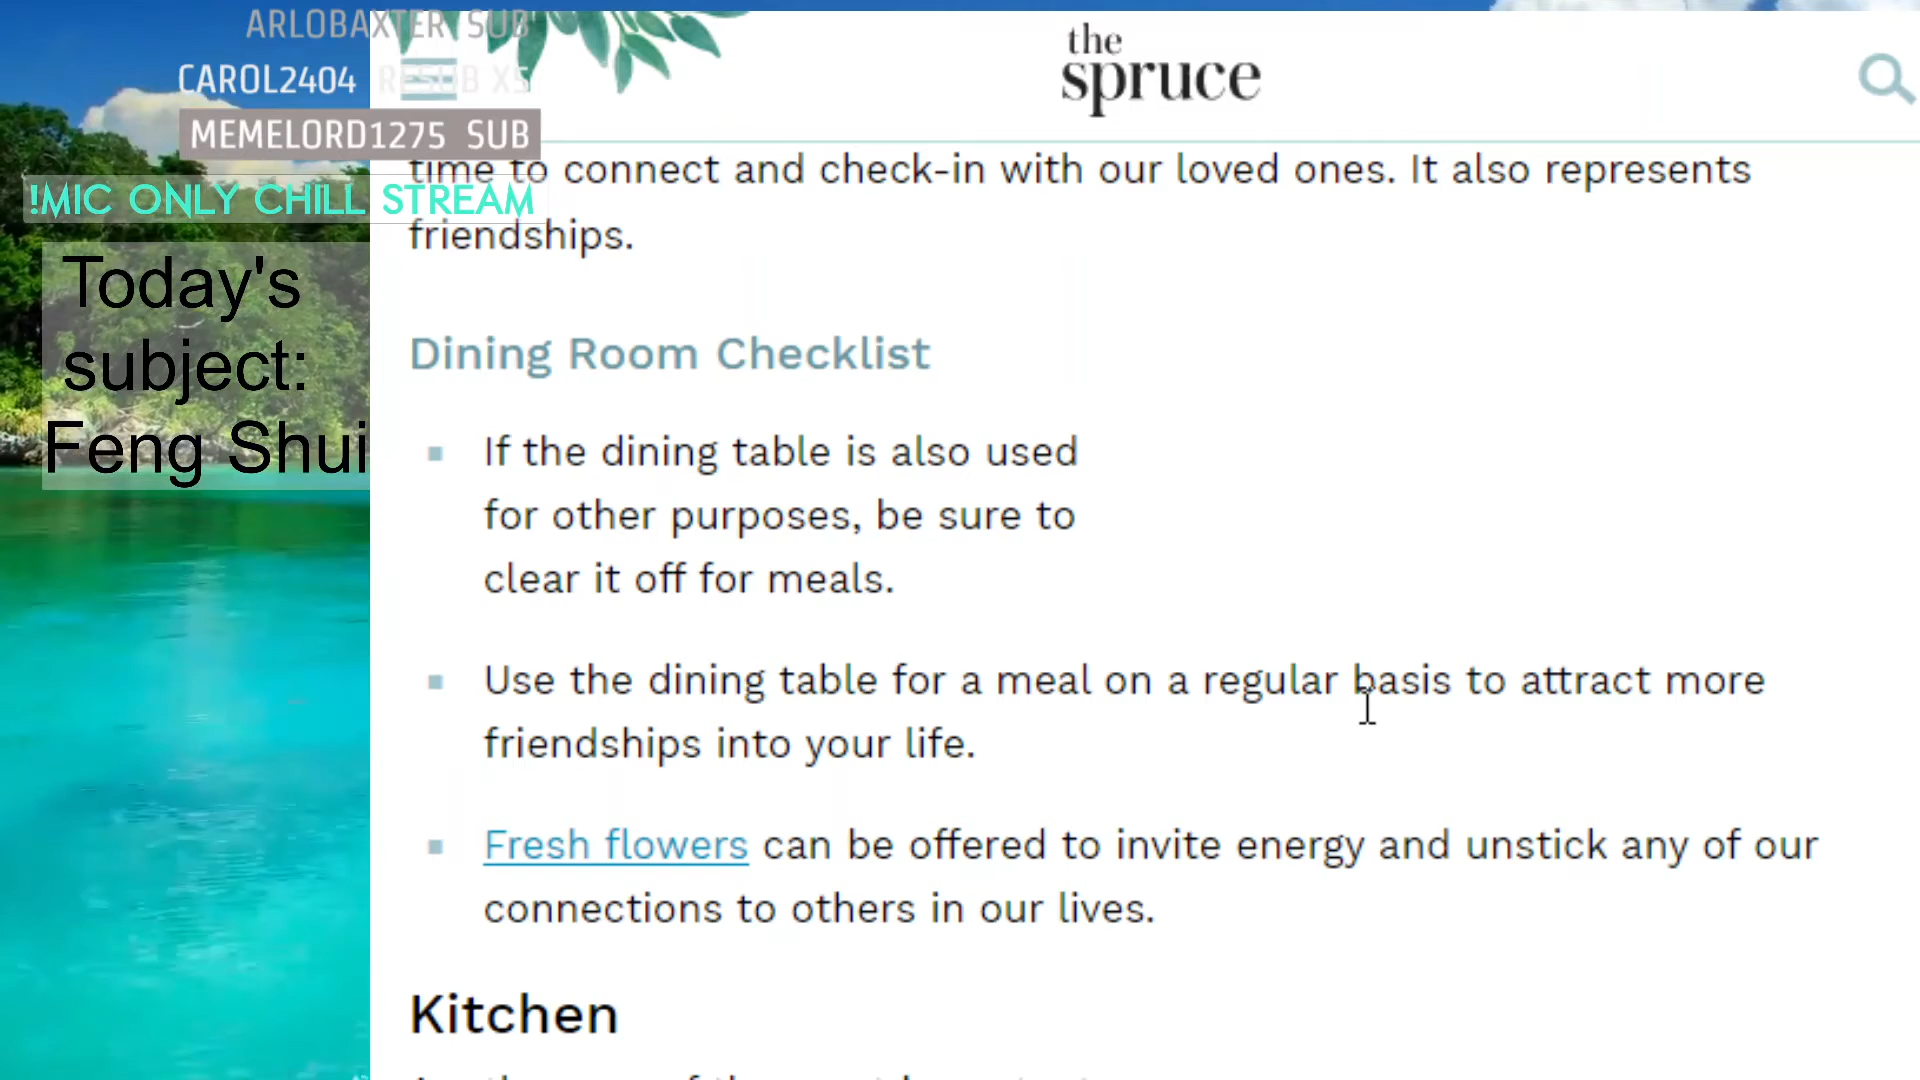 ARLOBAXTER SUB
CAROL2404 RESUB X5
MEMELORD1275 SUB
!MIC ONLY CHILL STREAM
Today's
subject:
Feng Shui
the
spruce
time to connect and check-in with our loved ones. It also represents
friendships.
Dining Room Checklist
If the dining table is also used
for other purposes, be sure to
clear it off for meals.
Use the dining table for a meal on a regular basis to attract more
friendships into your life.
Fresh flowers can be offered to invite energy and unstick any of our
connections to others in our lives.
Kitchen